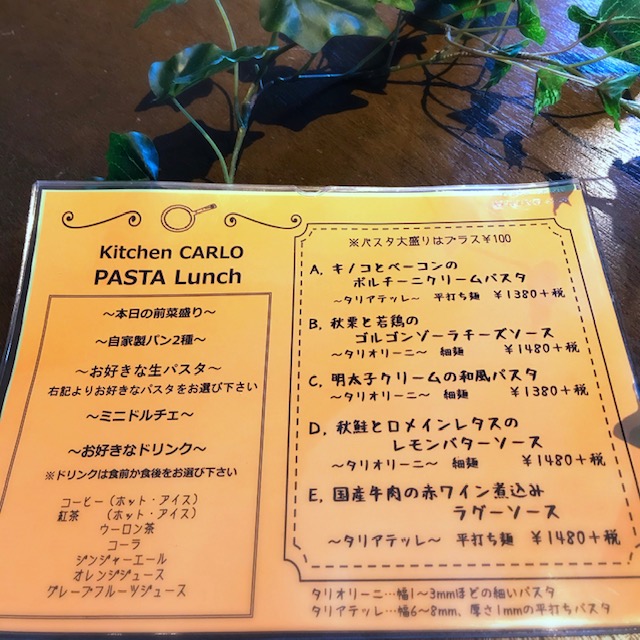 Kitchen CARLO
PASTA Lunch
〜本日の前菜盛り〜
〜自家製パン2種〜
〜お好きな生パスタ〜
右記よりお好きなパスタをお選び下さい
〜ミニドルチェ〜
〜お好きなドリンク〜
※ドリンクは食前か食後をお選び下さい
コーヒー(ホット・アイス)
紅茶 (ホット・アイス)
ウーロン茶
コーラ
ジンジャーエール
オレンジジュース
グレープフルーツジュース
※パスタ大盛りはプラス¥100
A. キノコとベーコンの
ポルチーニクリームパスタ
〜タリアテッレ〜 平打ち麺 ¥1380+税
B. 秋栗と若鶏の
ゴルゴンゾーラチーズソース
〜タリオリーニ〜 細麺 ¥1480+税
C. 明太子クリームの和風パスタ
〜タリオリーニ〜 細麺 ¥1380+税
D. 秋鮭とロメインレタスの
レモンバターソース
〜タリオリーニ〜 細麺 ¥1480+税
E. 国産牛肉の赤ワイン煮込み
ラグーソース
〜タリアテッレ〜 平打ち麺 ¥1480+税
タリオリーニ…幅1〜3mmほどの細いパスタ
タリアテッレ…幅6〜8mm、厚さ1mmの平打ちパスタ